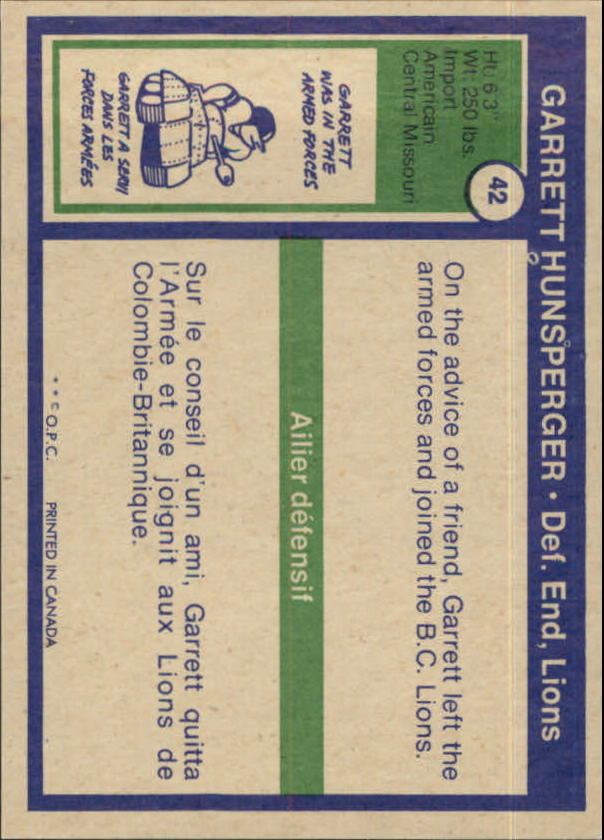 GARRETT HUNSPERGER • Def. End, Lions
42
Ht: 6'3"
Wt: 250 lbs.
Import
Américain
Central Missouri
GARRETT
WAS IN THE
ARMED FORCES
GARRETT A SERVI
DANS LES
FORCES ARMÉES
On the advice of a friend, Garrett left the
armed forces and joined the B.C. Lions.
Ailier défensif
Sur le conseil d'un ami, Garrett quitta
l'Armée et se joignit aux Lions de
Colombie-Britannique.
* * © O.P.C. PRINTED IN CANADA